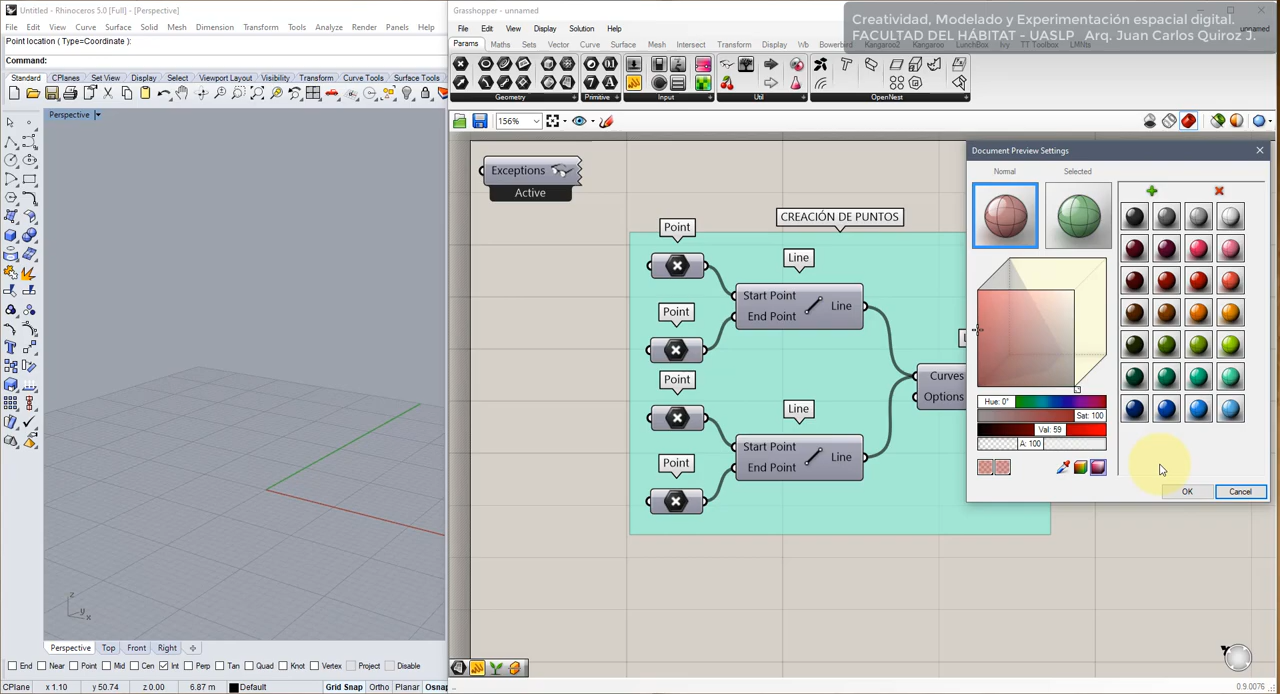 Untitled - Rhinoceros 5.0 [Full] - [Perspective]
File Edit View Curve Surface Solid Mesh Dimension Transform Tools Analyze Render Panels Help
Point location ( Type=Coordinate ):
Command:
Standard CPlanes Set View Display Select Viewport Layout Visibility Transform Curve Tools Surface Tools
Perspective
z
y
x
Perspective Top Front Right
End Near Point Mid Cen Int Perp Tan Quad Knot Vertex Project Disable
CPlane x 1.10 y 50.74 z 0.00 6.87 m Default Grid Snap Ortho Planar Osnap
Grasshopper - unnamed
File Edit View Display Solution Help
unnamed
Creatividad, Modelado y Experimentación espacial digital.
FACULTAD DEL HÁBITAT - UASLP Arq. Juan Carlos Quiroz J.
Params Maths Sets Vector Curve Surface Mesh Intersect Transform Display Wb Bowerbird Kangaroo2 Kangaroo LunchBox Ivy TT Toolbox LMNts
Geometry Primitive Input Util OpenNest
156%
Exceptions
Active
CREACIÓN DE PUNTOS
Point
Line
Start Point
End Point
Line
Point
Point
Line
Start Point
End Point
Line
Point
Curves
Options
Document Preview Settings
Normal Selected
Hue: 0°
Sat: 100
Val: 59
A: 100
OK Cancel
0.9.0076